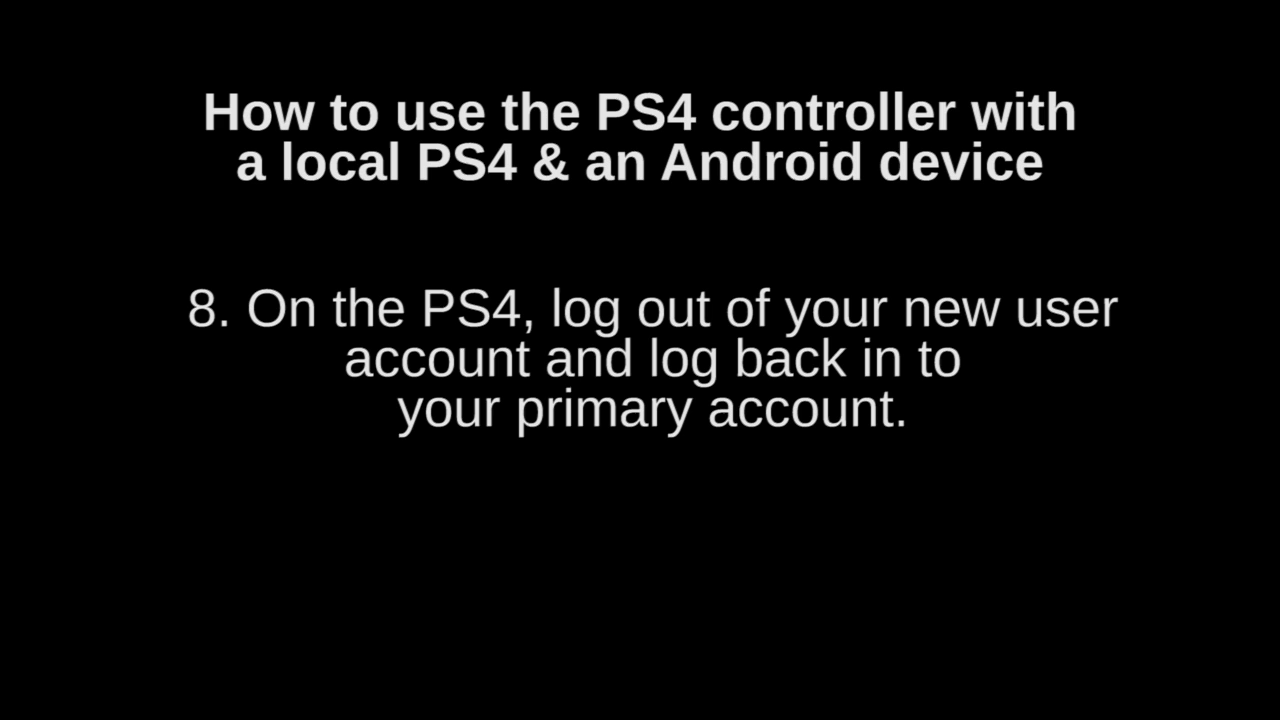 How to use the PS4 controller with
a local PS4 & an Android device
8. On the PS4, log out of your new user
account and log back in to
your primary account.